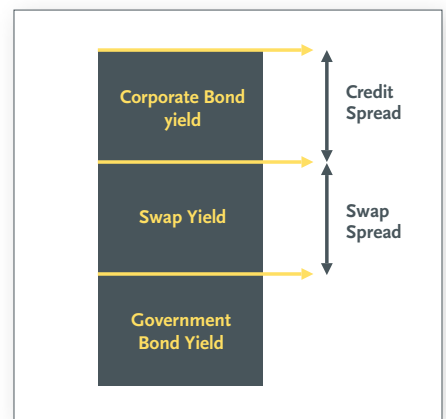 Corporate Bond
yield
Credit
Spread
Swap Yield
Swap
Spread
Government
Bond Yield